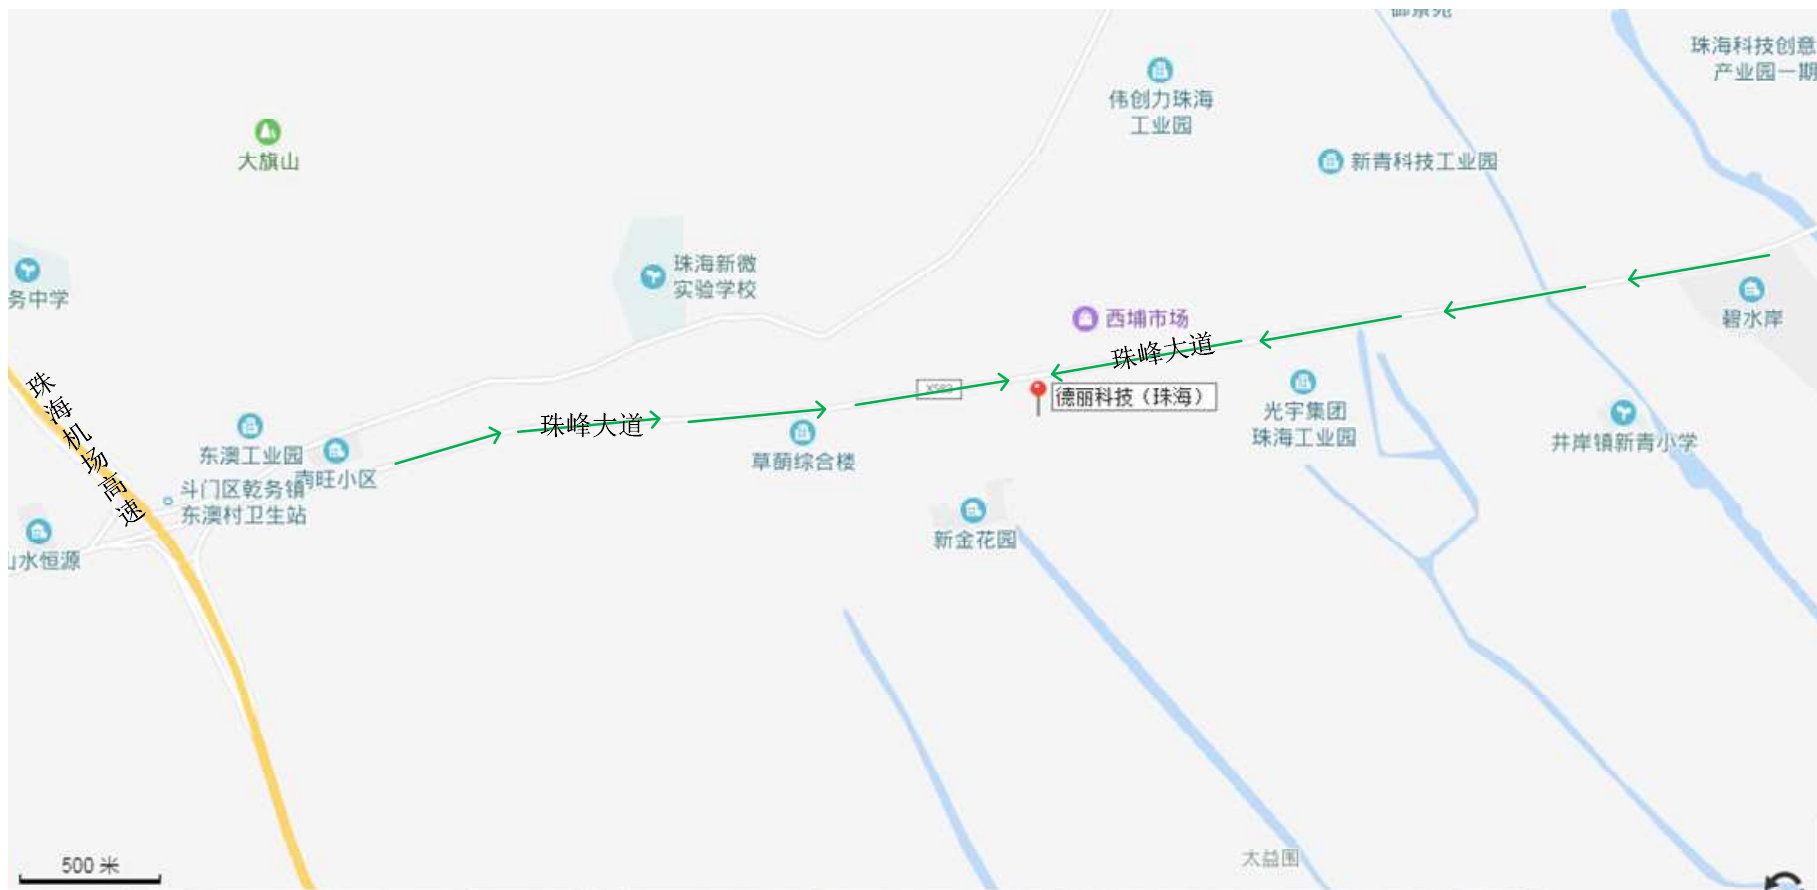 珠海科技创意
产业园一期
伟创力珠海
工业园
大旗山
新青科技工业园
珠海新微
实验学校
务中学
西埔市场
碧水岸
珠峰大道
珠海机场高速
X583
德丽科技（珠海）
光宇集团
珠海工业园
井岸镇新青小学
珠峰大道
东澳工业园
南旺小区
草蓢综合楼
斗门区乾务镇
东澳村卫生站
山水恒源
新金花园
太益围
500 米